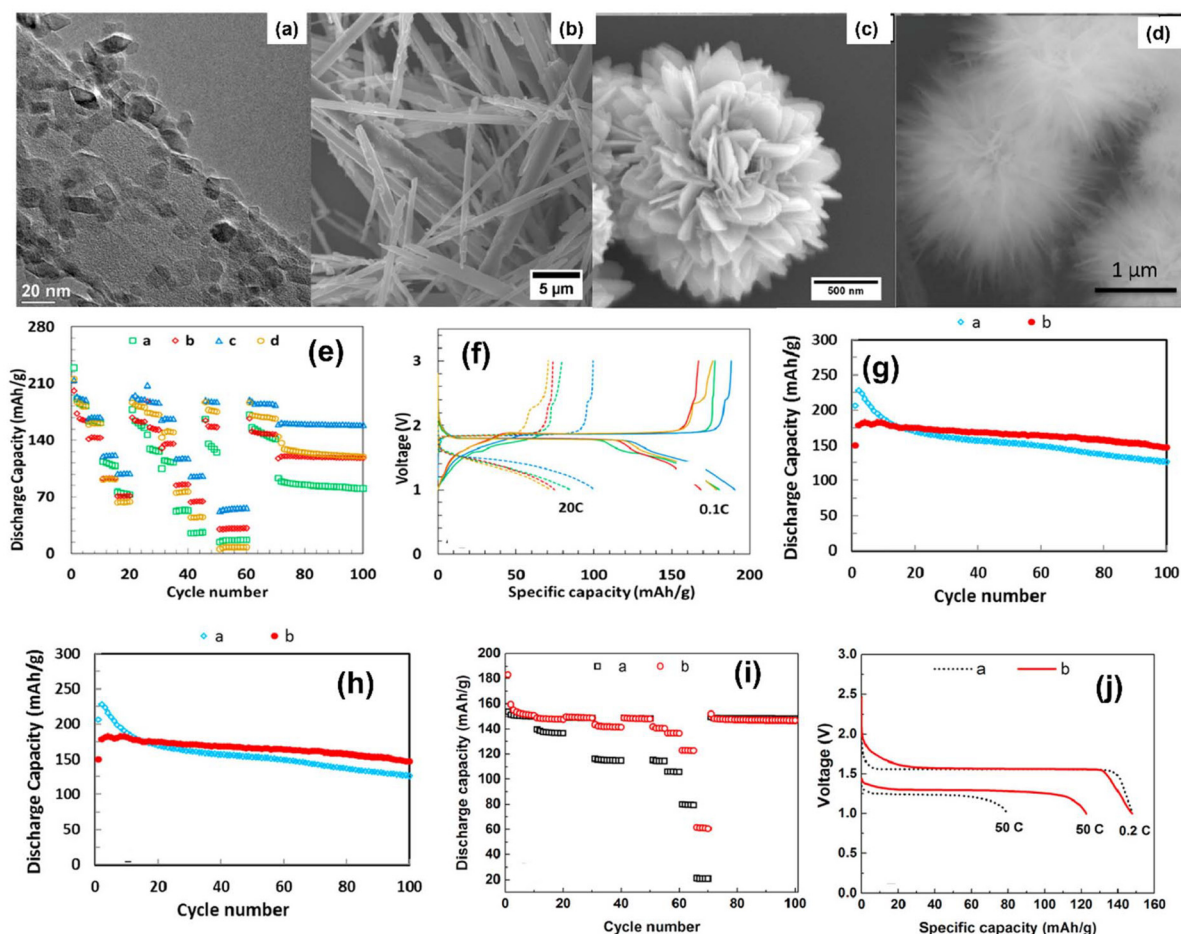 (a)
20 nm
(b)
5 µm
(c)
500 nm
(d)
1 µm
280
210
140
70
0
0 20 40 60 80 100
Discharge Capacity (mAh/g)
Cycle number
a b c d
(e)
3
2
1
0
0 50 100 150 200
Voltage (V)
Specific capacity (mAh/g)
20C
0.1C
(f)
a b
300
250
200
150
100
50
0
0 20 40 60 80 100
Discharge Capacity (mAh/g)
Cycle number
(g)
a b
300
250
200
150
100
50
0
0 20 40 60 80 100
Discharge Capacity (mAh/g)
Cycle number
(h)
200
180
160
140
120
100
80
60
40
20
0 20 40 60 80 100
Discharge capacity (mAh/g)
Cycle number
a b
(i)
3.0
2.5
2.0
1.5
1.0
0.5
0.0
0 20 40 60 80 100 120 140 160
Voltage (V)
Specific capacity (mAh/g)
a b
50 C
50 C
0.2 C
(j)